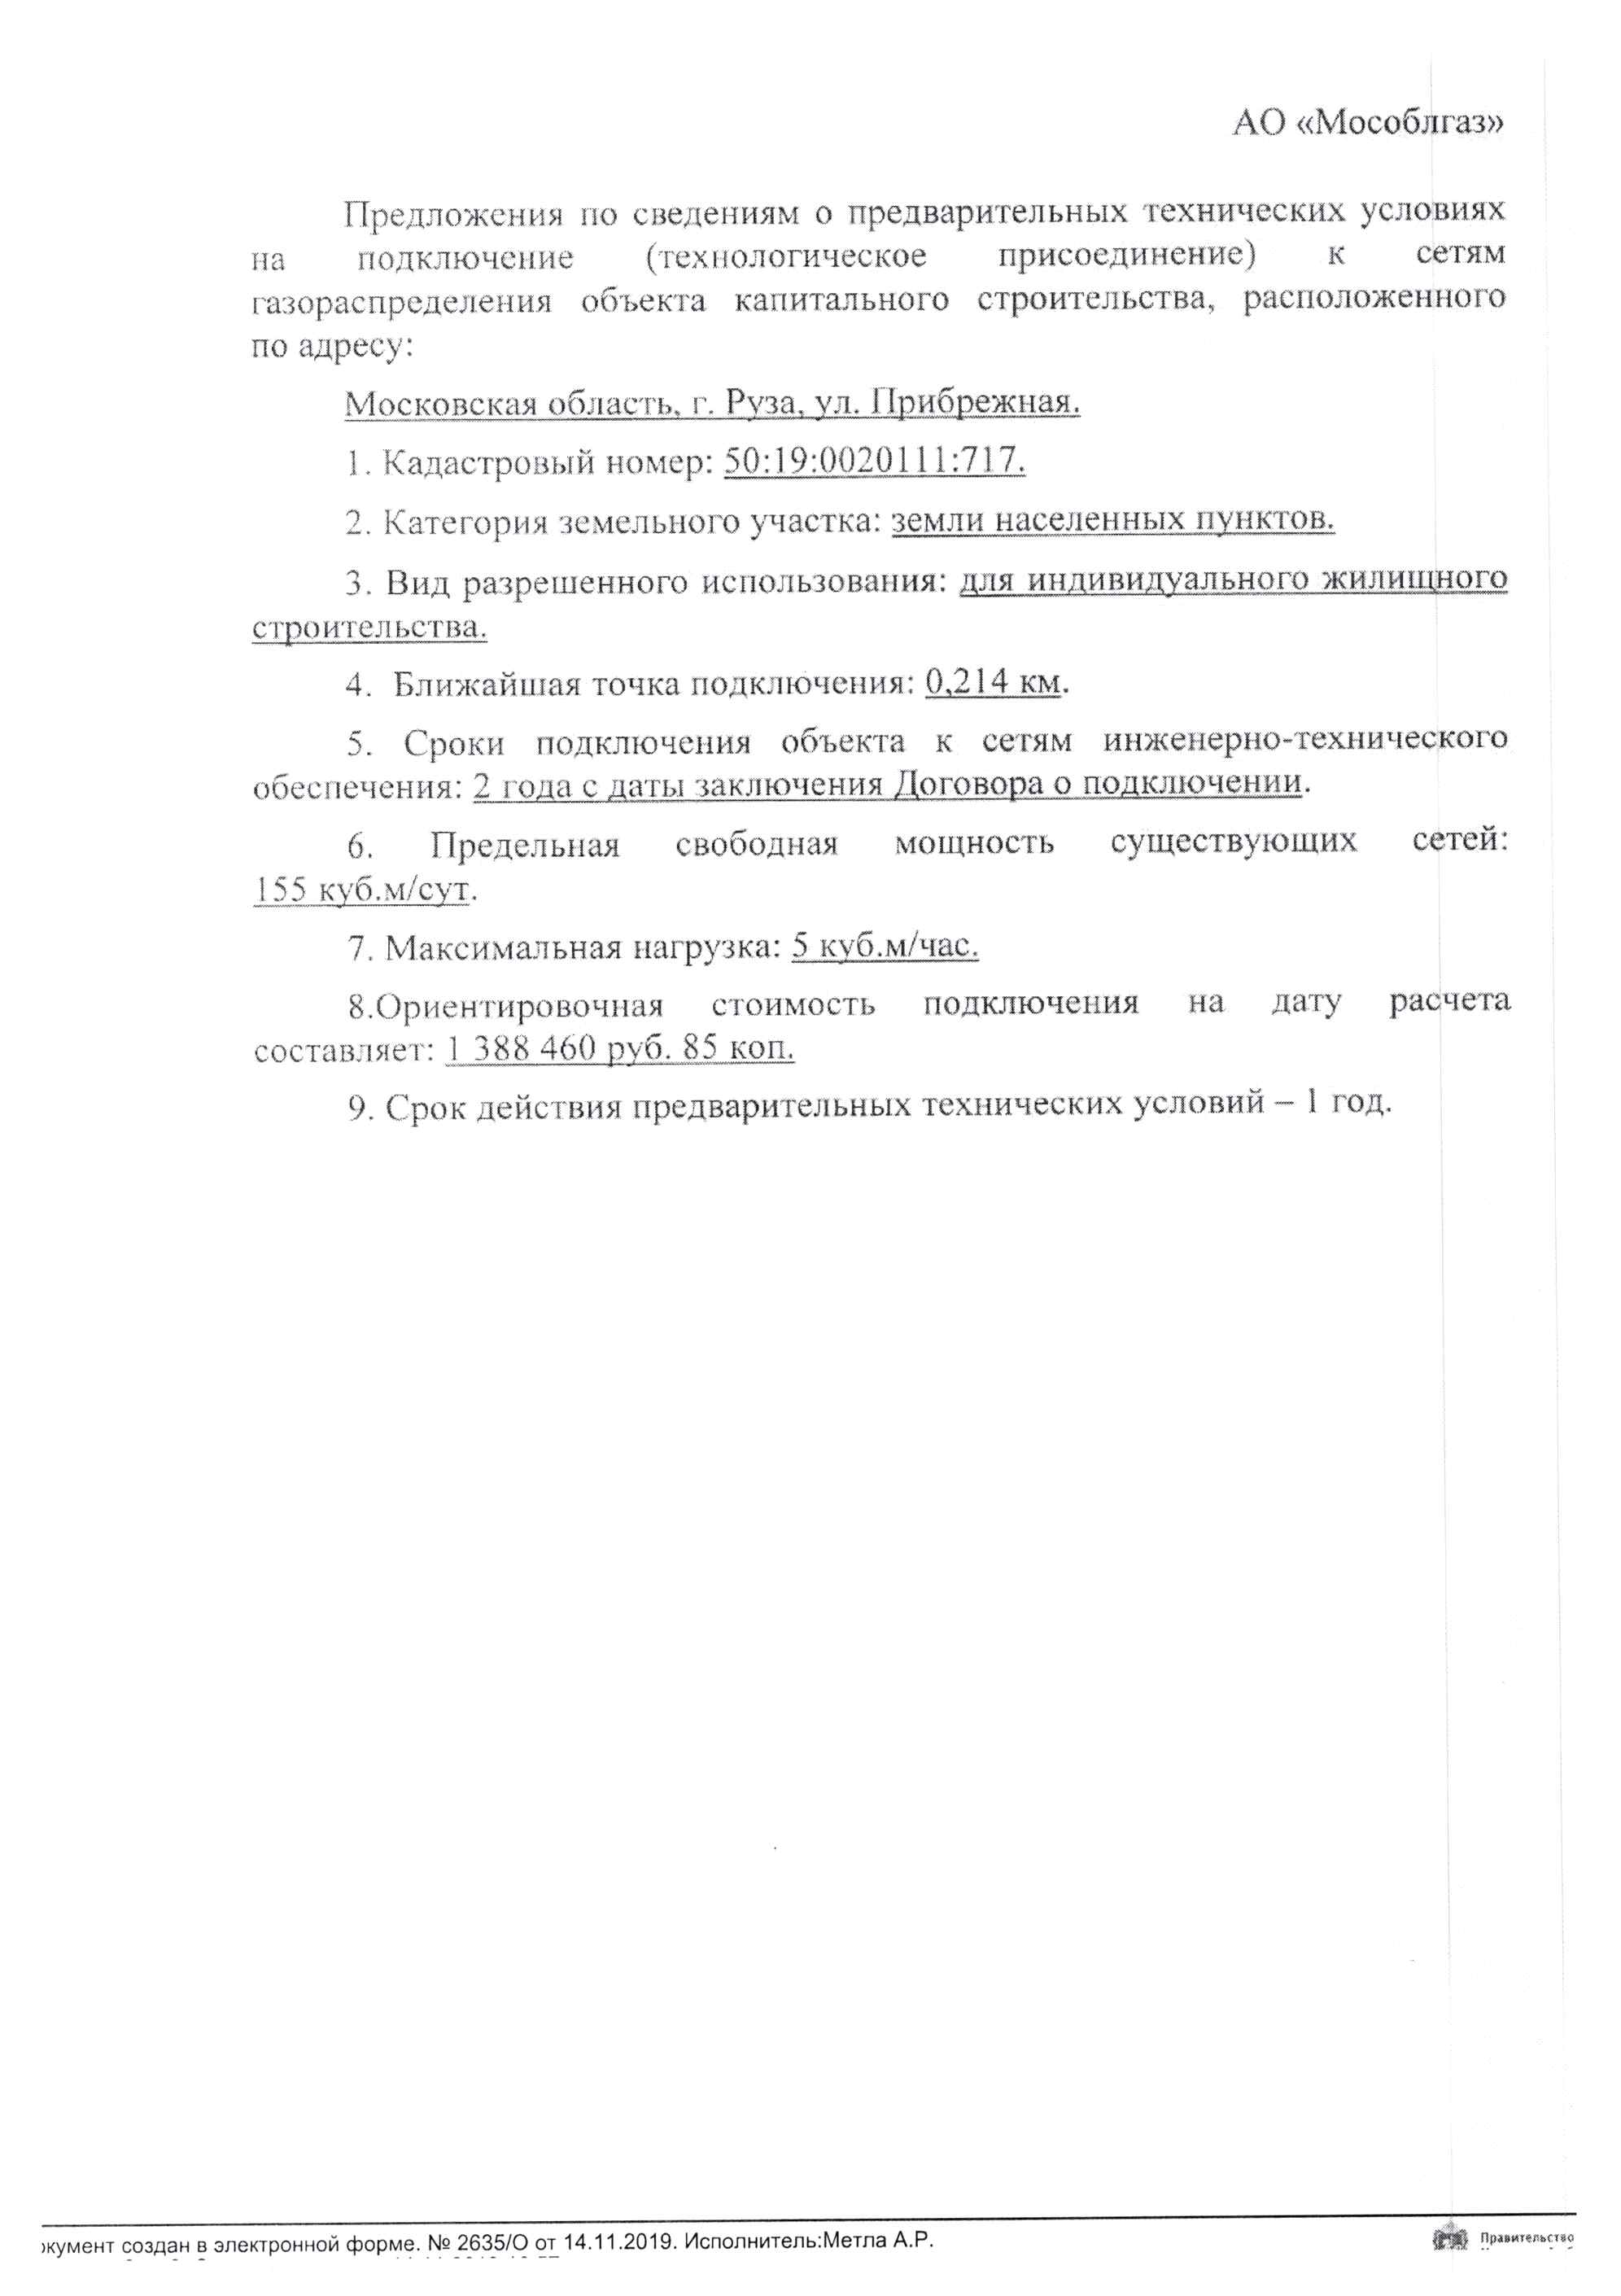 АО «Мособлгаз»
Предложения по сведениям о предварительных технических условиях
на подключение (технологическое присоединение) к сетям
газораспределения объекта капитального строительства, расположенного
по адресу:
Московская область, г. Руза, ул. Прибрежная.
1. Кадастровый номер: 50:19:0020111:717.
2. Категория земельного участка: земли населенных пунктов.
3. Вид разрешенного использования: для индивидуального жилищного
строительства.
4. Ближайшая точка подключения: 0,214 км.
5. Сроки подключения объекта к сетям инженерно-технического
обеспечения: 2 года с даты заключения Договора о подключении.
6. Предельная свободная мощность существующих сетей:
155 куб.м/сут.
7. Максимальная нагрузка: 5 куб.м/час.
8.Ориентировочная стоимость подключения на дату расчета
составляет: 1 388 460 руб. 85 коп.
9. Срок действия предварительных технических условий – 1 год.
окумент создан в электронной форме. № 2635/О от 14.11.2019. Исполнитель:Метла А.Р.
Правительство